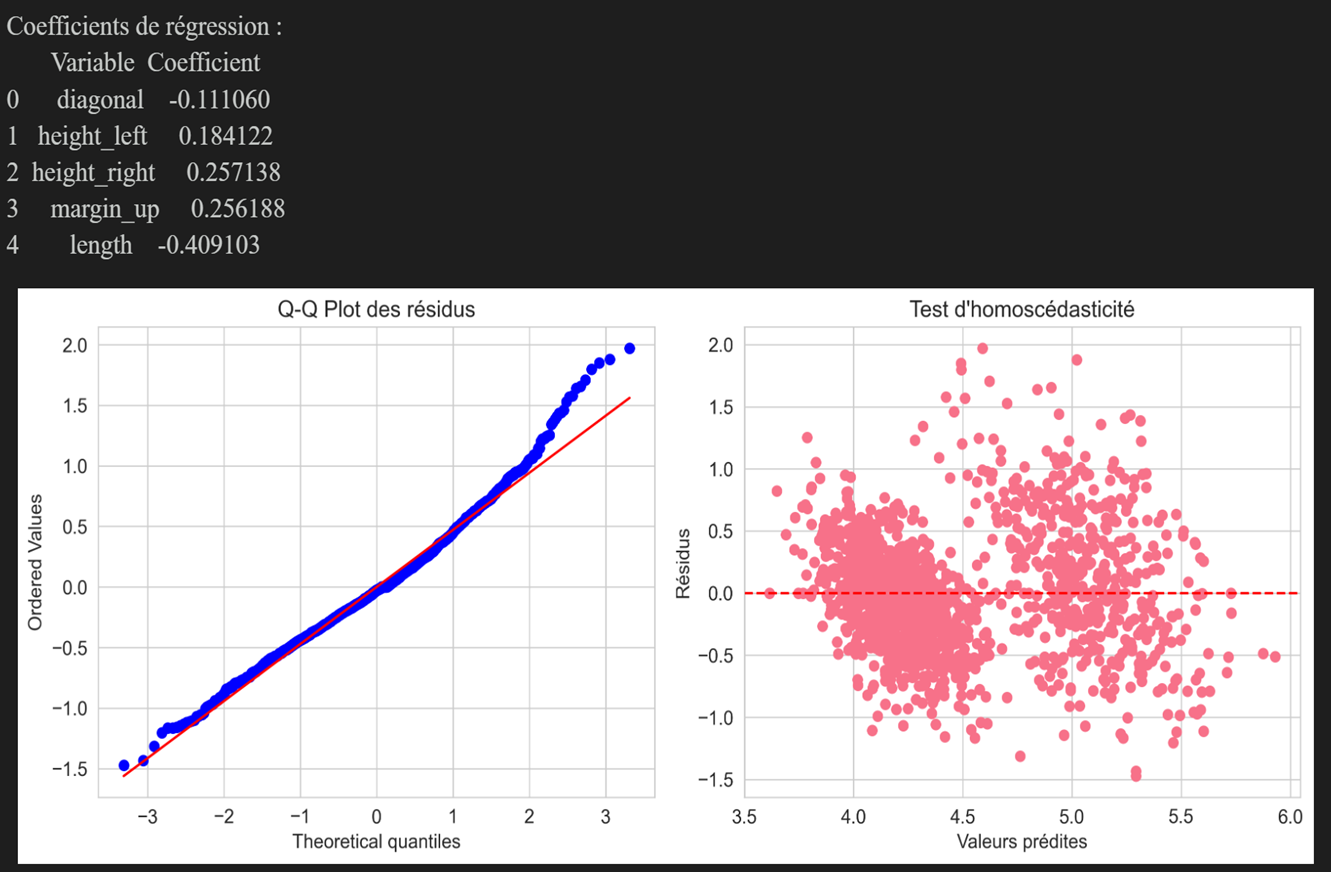 Coefficients de régression :
Variable Coefficient
0 diagonal -0.111060
1 height_left 0.184122
2 height_right 0.257138
3 margin_up 0.256188
4 length -0.409103
Q-Q Plot des résidus
2.0
1.5
1.0
0.5
0.0
−0.5
−1.0
−1.5
Ordered Values
−3 −2 −1 0 1 2 3
Theoretical quantiles
Test d'homoscédasticité
2.0
1.5
1.0
0.5
0.0
−0.5
−1.0
−1.5
Résidus
3.5 4.0 4.5 5.0 5.5 6.0
Valeurs prédites